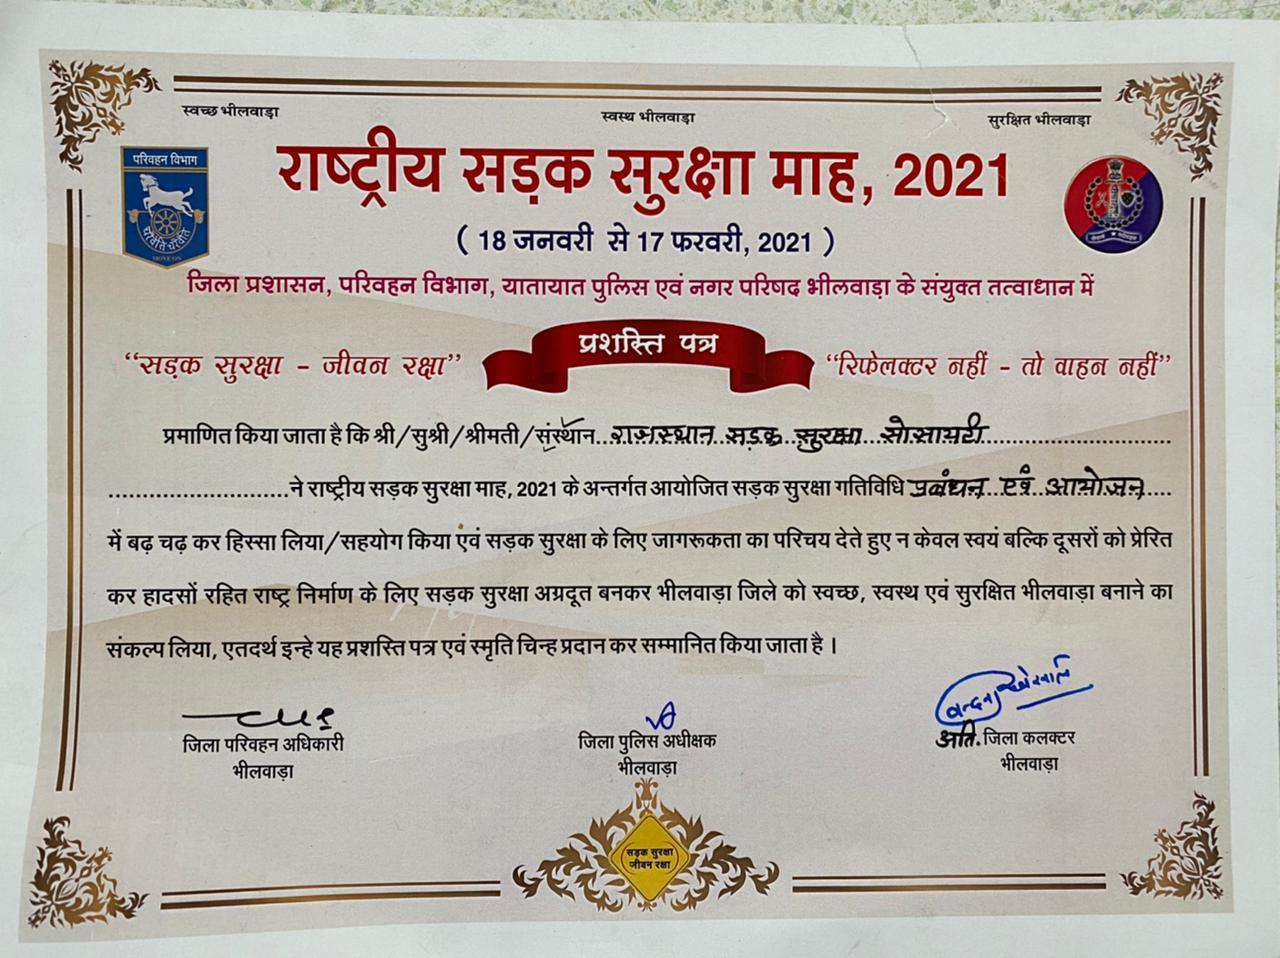 स्वच्छ भीलवाड़ा
स्वस्थ भीलवाड़ा
सुरक्षित भीलवाड़ा
परिवहन विभाग
चरैवेति चरैवेति
MOVE ON
राष्ट्रीय सड़क सुरक्षा माह, 2021
( 18 जनवरी से 17 फरवरी, 2021 )
जिला प्रशासन, परिवहन विभाग, यातायात पुलिस एवं नगर परिषद भीलवाड़ा के संयुक्त तत्वाधान में
प्रशस्ति पत्र
“सड़क सुरक्षा - जीवन रक्षा”
“रिफेलक्टर नहीं - तो वाहन नहीं”
प्रमाणित किया जाता है कि श्री/सुश्री/श्रीमती/संस्थान..राजस्थान सड़क सुरक्षा सोसायटी
ने राष्ट्रीय सड़क सुरक्षा माह, 2021 के अन्तर्गत आयोजित सड़क सुरक्षा गतिविधि प्रबंधन एवं आयोजन
में बढ़ चढ़ कर हिस्सा लिया/सहयोग किया एवं सड़क सुरक्षा के लिए जागरूकता का परिचय देते हुए न केवल स्वयं बल्कि दूसरों को प्रेरित
कर हादसों रहित राष्ट्र निर्माण के लिए सड़क सुरक्षा अग्रदूत बनकर भीलवाड़ा जिले को स्वच्छ, स्वस्थ एवं सुरक्षित भीलवाड़ा बनाने का
संकल्प लिया, एतदर्थ इन्हे यह प्रशस्ति पत्र एवं स्मृति चिन्ह प्रदान कर सम्मानित किया जाता है ।
जिला परिवहन अधिकारी
भीलवाड़ा
जिला पुलिस अधीक्षक
भीलवाड़ा
अति. जिला कलक्टर
भीलवाड़ा
सड़क सुरक्षा
जीवन रक्षा